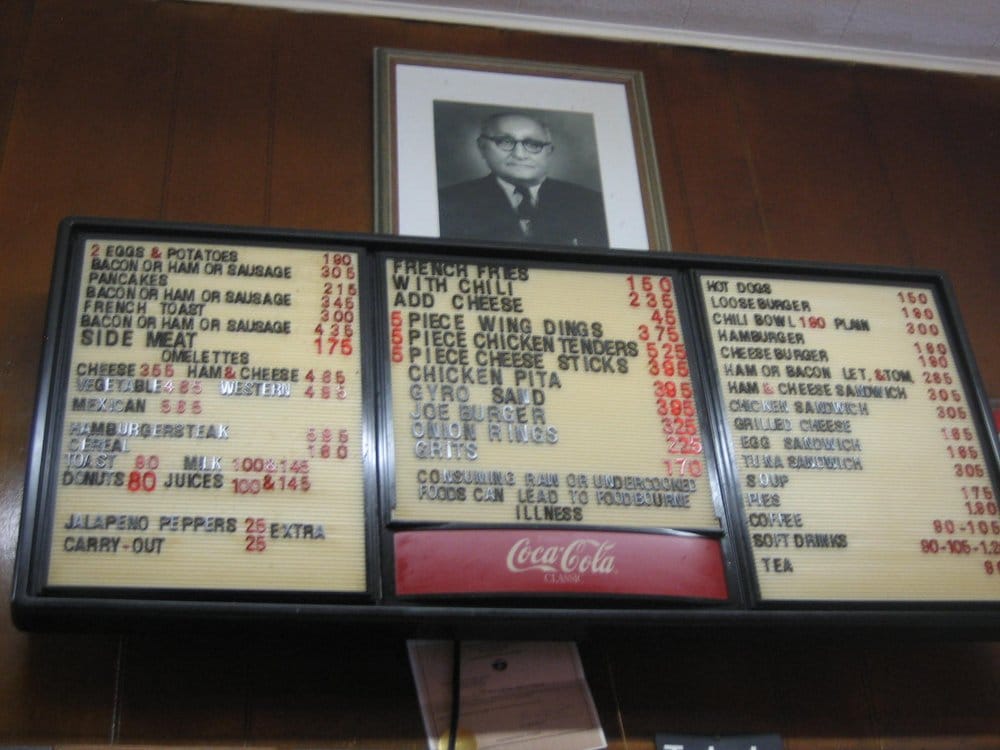 2 EGGS & POTATOES 190
BACON OR HAM OR SAUSAGE 305
PANCAKES 215
BACON OR HAM OR SAUSAGE 345
FRENCH TOAST 300
BACON OR HAM OR SAUSAGE 435
SIDE MEAT 175
OMELETTES
CHEESE 355 HAM & CHEESE 485
VEGETABLE 485 WESTERN 485
MEXICAN 585
HAMBURGERSTEAK 585
CEREAL 180
TOAST 80 MILK 100&145
DONUTS 80 JUICES 100&145
JALAPENO PEPPERS 25 EXTRA
CARRY-OUT 25
FRENCH FRIES 150
WITH CHILI 235
ADD CHEESE 45
5 PIECE WING DINGS 375
5 PIECE CHICKEN TENDERS 525
5 PIECE CHEESE STICKS 395
CHICKEN PITA 395
GYRO SAND 395
JOE BURGER 325
ONION RINGS 225
GRITS 170
CONSUMING RAW OR UNDERCOOKED
FOODS CAN LEAD TO FOODBOURNE
ILLNESS
Coca-Cola
CLASSIC
HOT DOGS 150
LOOSEBURGER 190
CHILI BOWL 190 PLAIN 300
HAMBURGER 180
CHEESEBURGER 190
HAM OR BACON LET, & TOM, 285
HAM & CHEESE SANDWICH 305
CHICKEN SANDWICH 305
GRILLED CHEESE 165
EGG SANDWICH 165
TUNA SANDWICH 305
SOUP 175
PIES 180
COFFEE 90-105
SOFT DRINKS 90-105-1
TEA